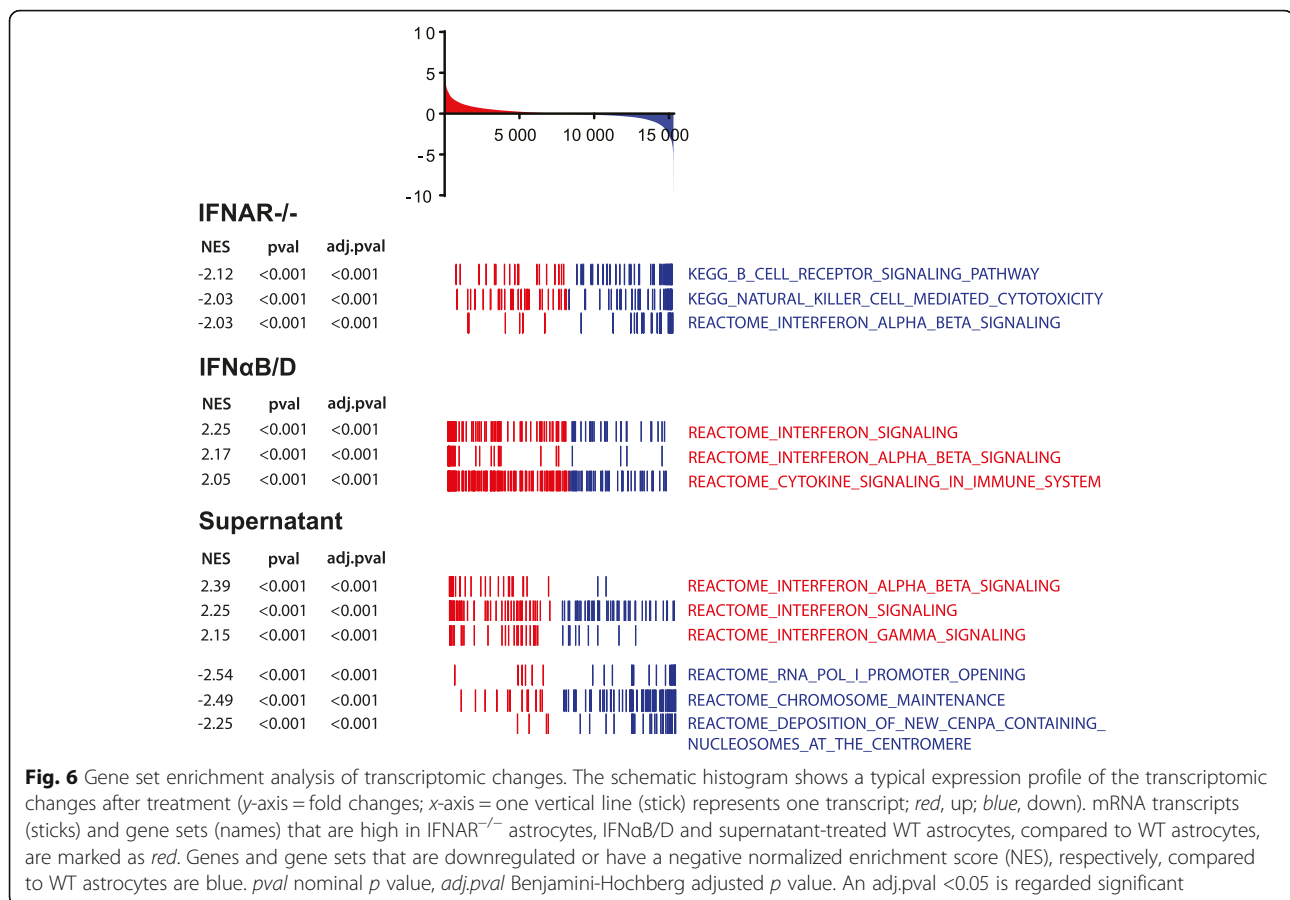 10
5
0
-5
-10
5 000 10 000 15 000
IFNAR-/-
NES pval adj.pval
-2.12 <0.001 <0.001 KEGG_B_CELL_RECEPTOR_SIGNALING_PATHWAY
-2.03 <0.001 <0.001 KEGG_NATURAL_KILLER_CELL_MEDIATED_CYTOTOXICITY
-2.03 <0.001 <0.001 REACTOME_INTERFERON_ALPHA_BETA_SIGNALING
IFNαB/D
NES pval adj.pval
2.25 <0.001 <0.001 REACTOME_INTERFERON_SIGNALING
2.17 <0.001 <0.001 REACTOME_INTERFERON_ALPHA_BETA_SIGNALING
2.05 <0.001 <0.001 REACTOME_CYTOKINE_SIGNALING_IN_IMMUNE_SYSTEM
Supernatant
NES pval adj.pval
2.39 <0.001 <0.001 REACTOME_INTERFERON_ALPHA_BETA_SIGNALING
2.25 <0.001 <0.001 REACTOME_INTERFERON_SIGNALING
2.15 <0.001 <0.001 REACTOME_INTERFERON_GAMMA_SIGNALING
-2.54 <0.001 <0.001 REACTOME_RNA_POL_I_PROMOTER_OPENING
-2.49 <0.001 <0.001 REACTOME_CHROMOSOME_MAINTENANCE
-2.25 <0.001 <0.001 REACTOME_DEPOSITION_OF_NEW_CENPA_CONTAINING_
NUCLEOSOMES_AT_THE_CENTROMERE
Fig. 6 Gene set enrichment analysis of transcriptomic changes. The schematic histogram shows a typical expression profile of the transcriptomic
changes after treatment (y-axis = fold changes; x-axis = one vertical line (stick) represents one transcript; red, up; blue, down). mRNA transcripts
(sticks) and gene sets (names) that are high in IFNAR−/− astrocytes, IFNαB/D and supernatant-treated WT astrocytes, compared to WT astrocytes,
are marked as red. Genes and gene sets that are downregulated or have a negative normalized enrichment score (NES), respectively, compared
to WT astrocytes are blue. pval nominal p value, adj.pval Benjamini-Hochberg adjusted p value. An adj.pval <0.05 is regarded significant